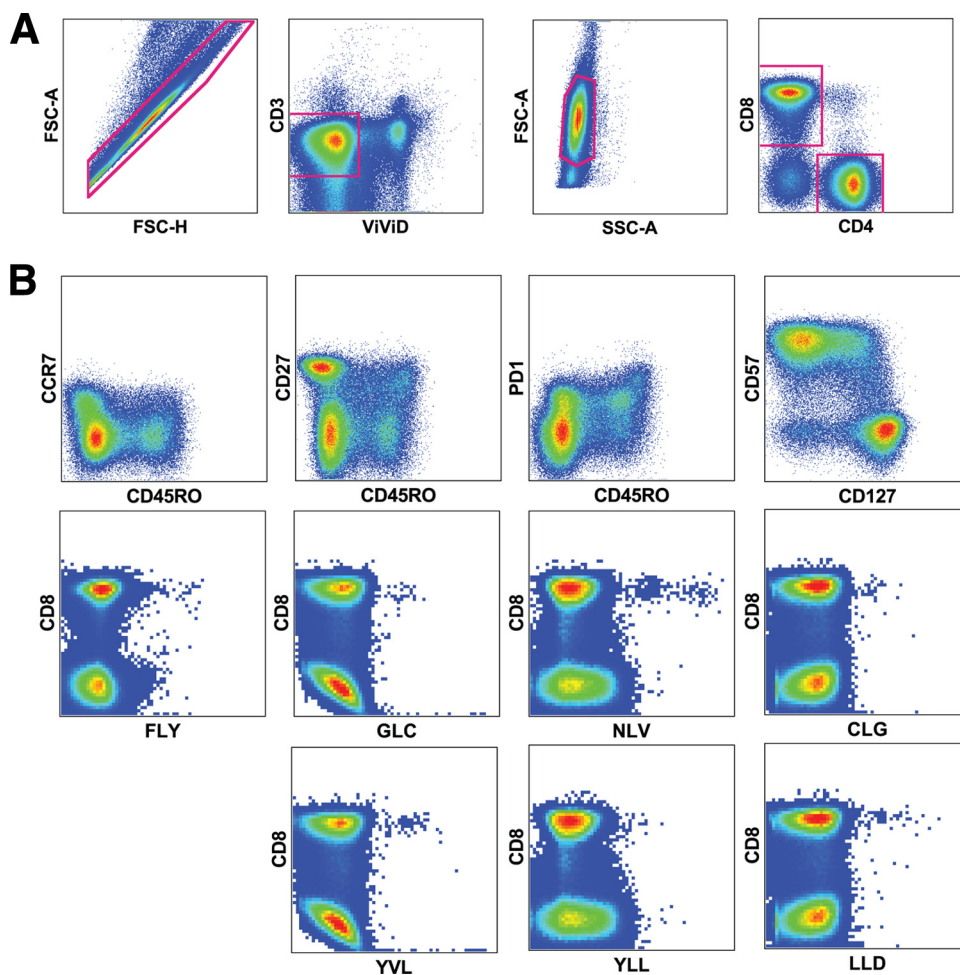 A
FSC-A
FSC-H
CD3
ViViD
FSC-A
SSC-A
CD8
CD4
B
CCR7
CD45RO
CD27
CD45RO
PD1
CD45RO
CD57
CD127
CD8
FLY
CD8
GLC
CD8
NLV
CD8
CLG
CD8
YVL
CD8
YLL
CD8
LLD